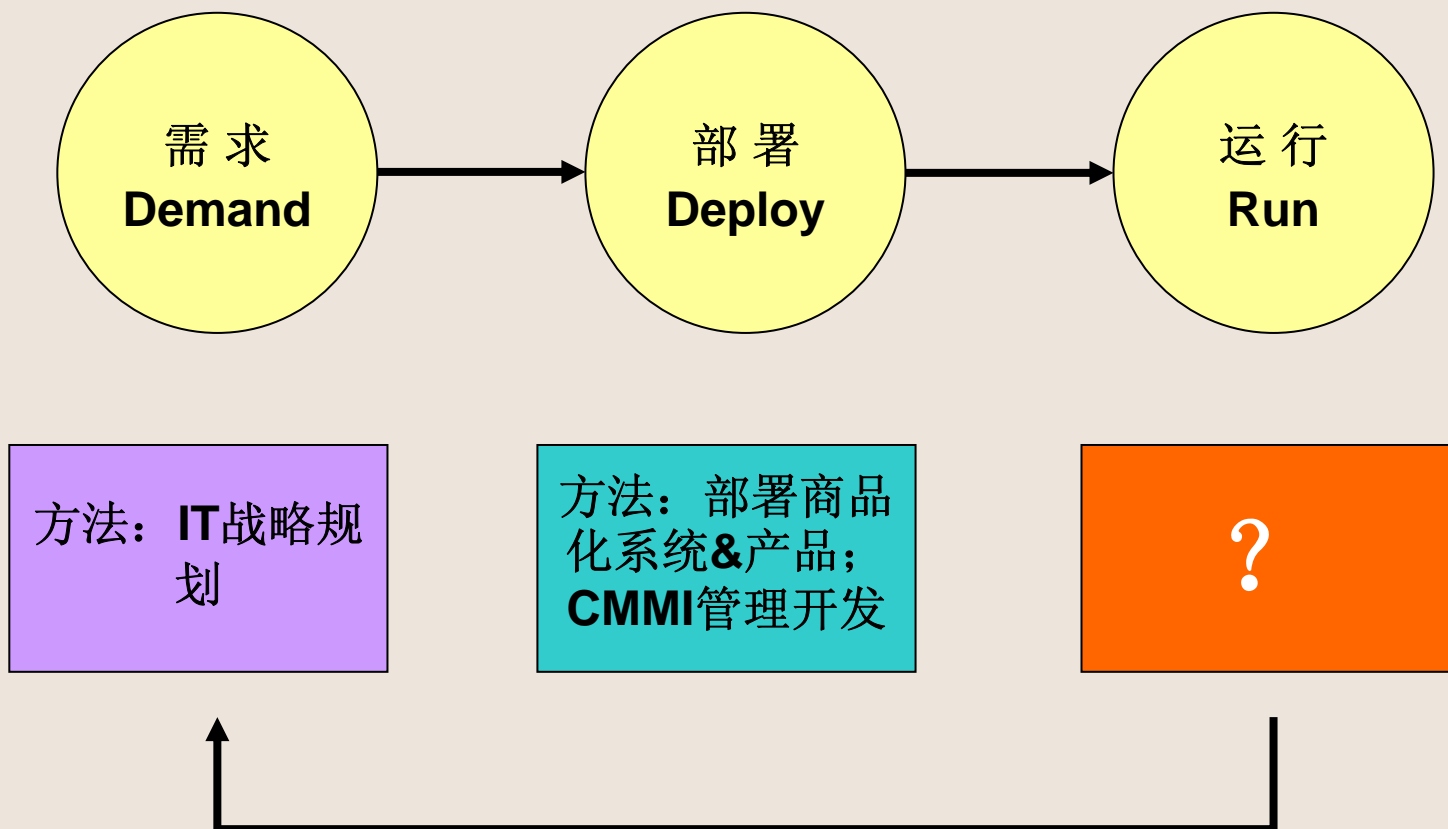 需 求
Demand
部 署
Deploy
运 行
Run
方法：IT战略规
划
方法：部署商品
化系统&产品；
CMMI管理开发
？